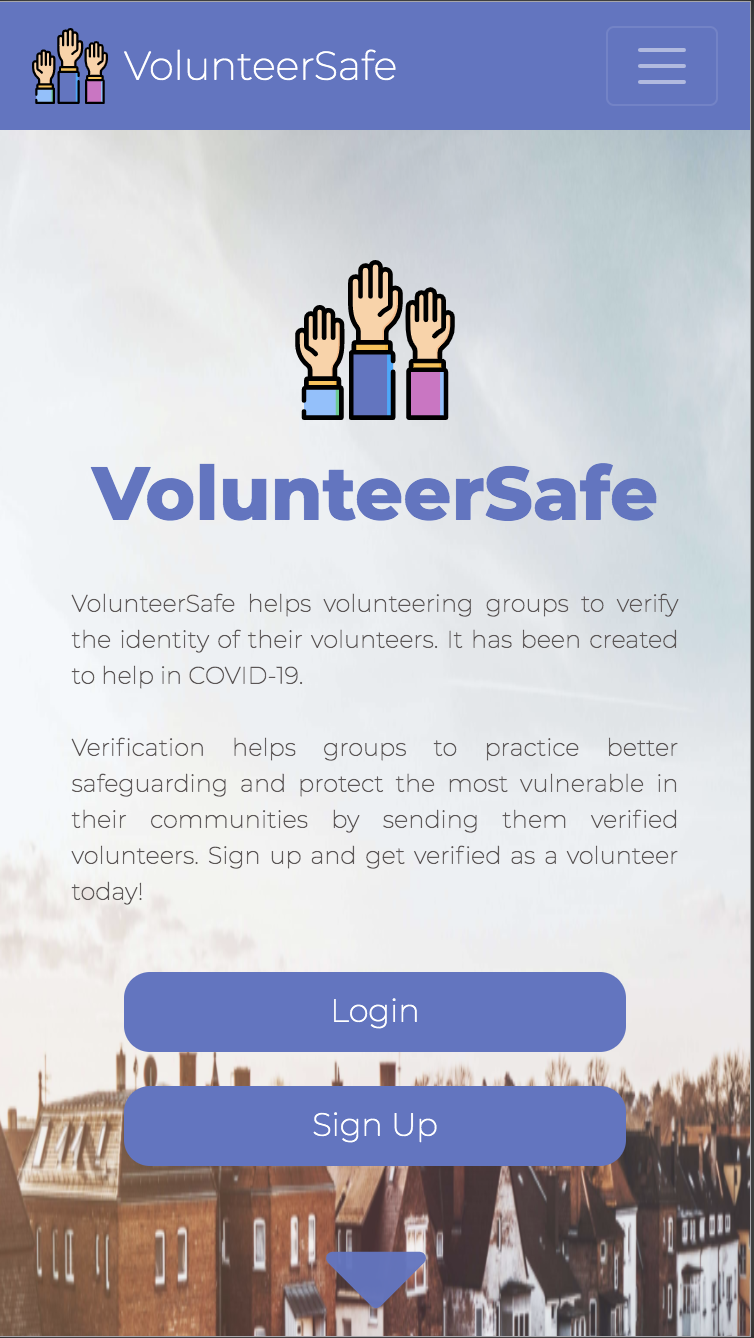 VolunteerSafe
VolunteerSafe
VolunteerSafe helps volunteering groups to verify
the identity of their volunteers. It has been created
to help in COVID-19.
Verification helps groups to practice better
safeguarding and protect the most vulnerable in
their communities by sending them verified
volunteers. Sign up and get verified as a volunteer
today!
Login
Sign Up